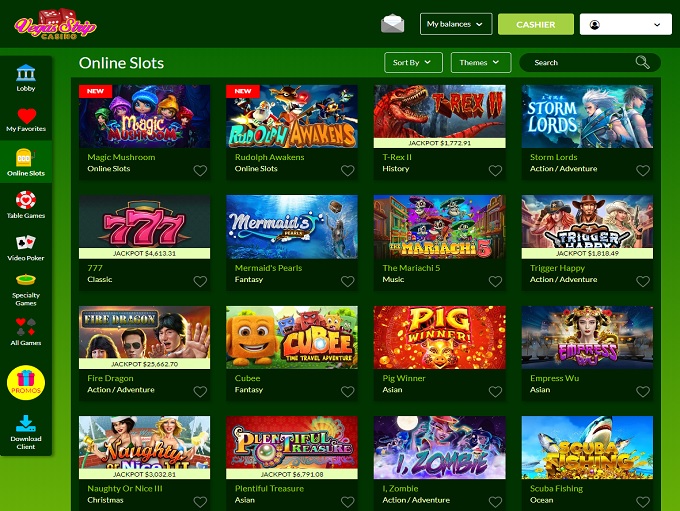 Vegas Strip
CASINO
My balances
CASHIER
Online Slots
Sort By
Themes
Search
Lobby
My Favorites
Online Slots
Table Games
Video Poker
Specialty
Games
All Games
PROMOS
Download
Client
NEW
Magic
Mushroom
Magic Mushroom
Online Slots
NEW
Rudolph
Awakens
Rudolph Awakens
Online Slots
T-REX II
JACKPOT $1,772.91
T-Rex II
History
STORM
LORDS
Storm Lords
Action / Adventure
777
JACKPOT $4,613.31
777
Classic
Mermaid's
PEARLS
Mermaid's Pearls
Fantasy
THE MARIACHI 5
The Mariachi 5
Music
TRIGGER
HAPPY
JACKPOT $1,818.49
Trigger Happy
Action / Adventure
FIRE DRAGON
JACKPOT $25,662.70
Fire Dragon
Action / Adventure
CUBEE
TIME TRAVEL ADVENTURE
Cubee
Fantasy
PIG
WINNER!
Pig Winner
Asian
EMPRESS
WU
Empress Wu
Asian
Naughty
or Nice III
JACKPOT $3,032.81
Naughty Or Nice III
Christmas
PLENTIFUL
TREASURE
JACKPOT $6,791.08
Plentiful Treasure
Asian
I, ZOMBIE
I, Zombie
Action / Adventure
SCUBA
FISHING
Scuba Fishing
Ocean